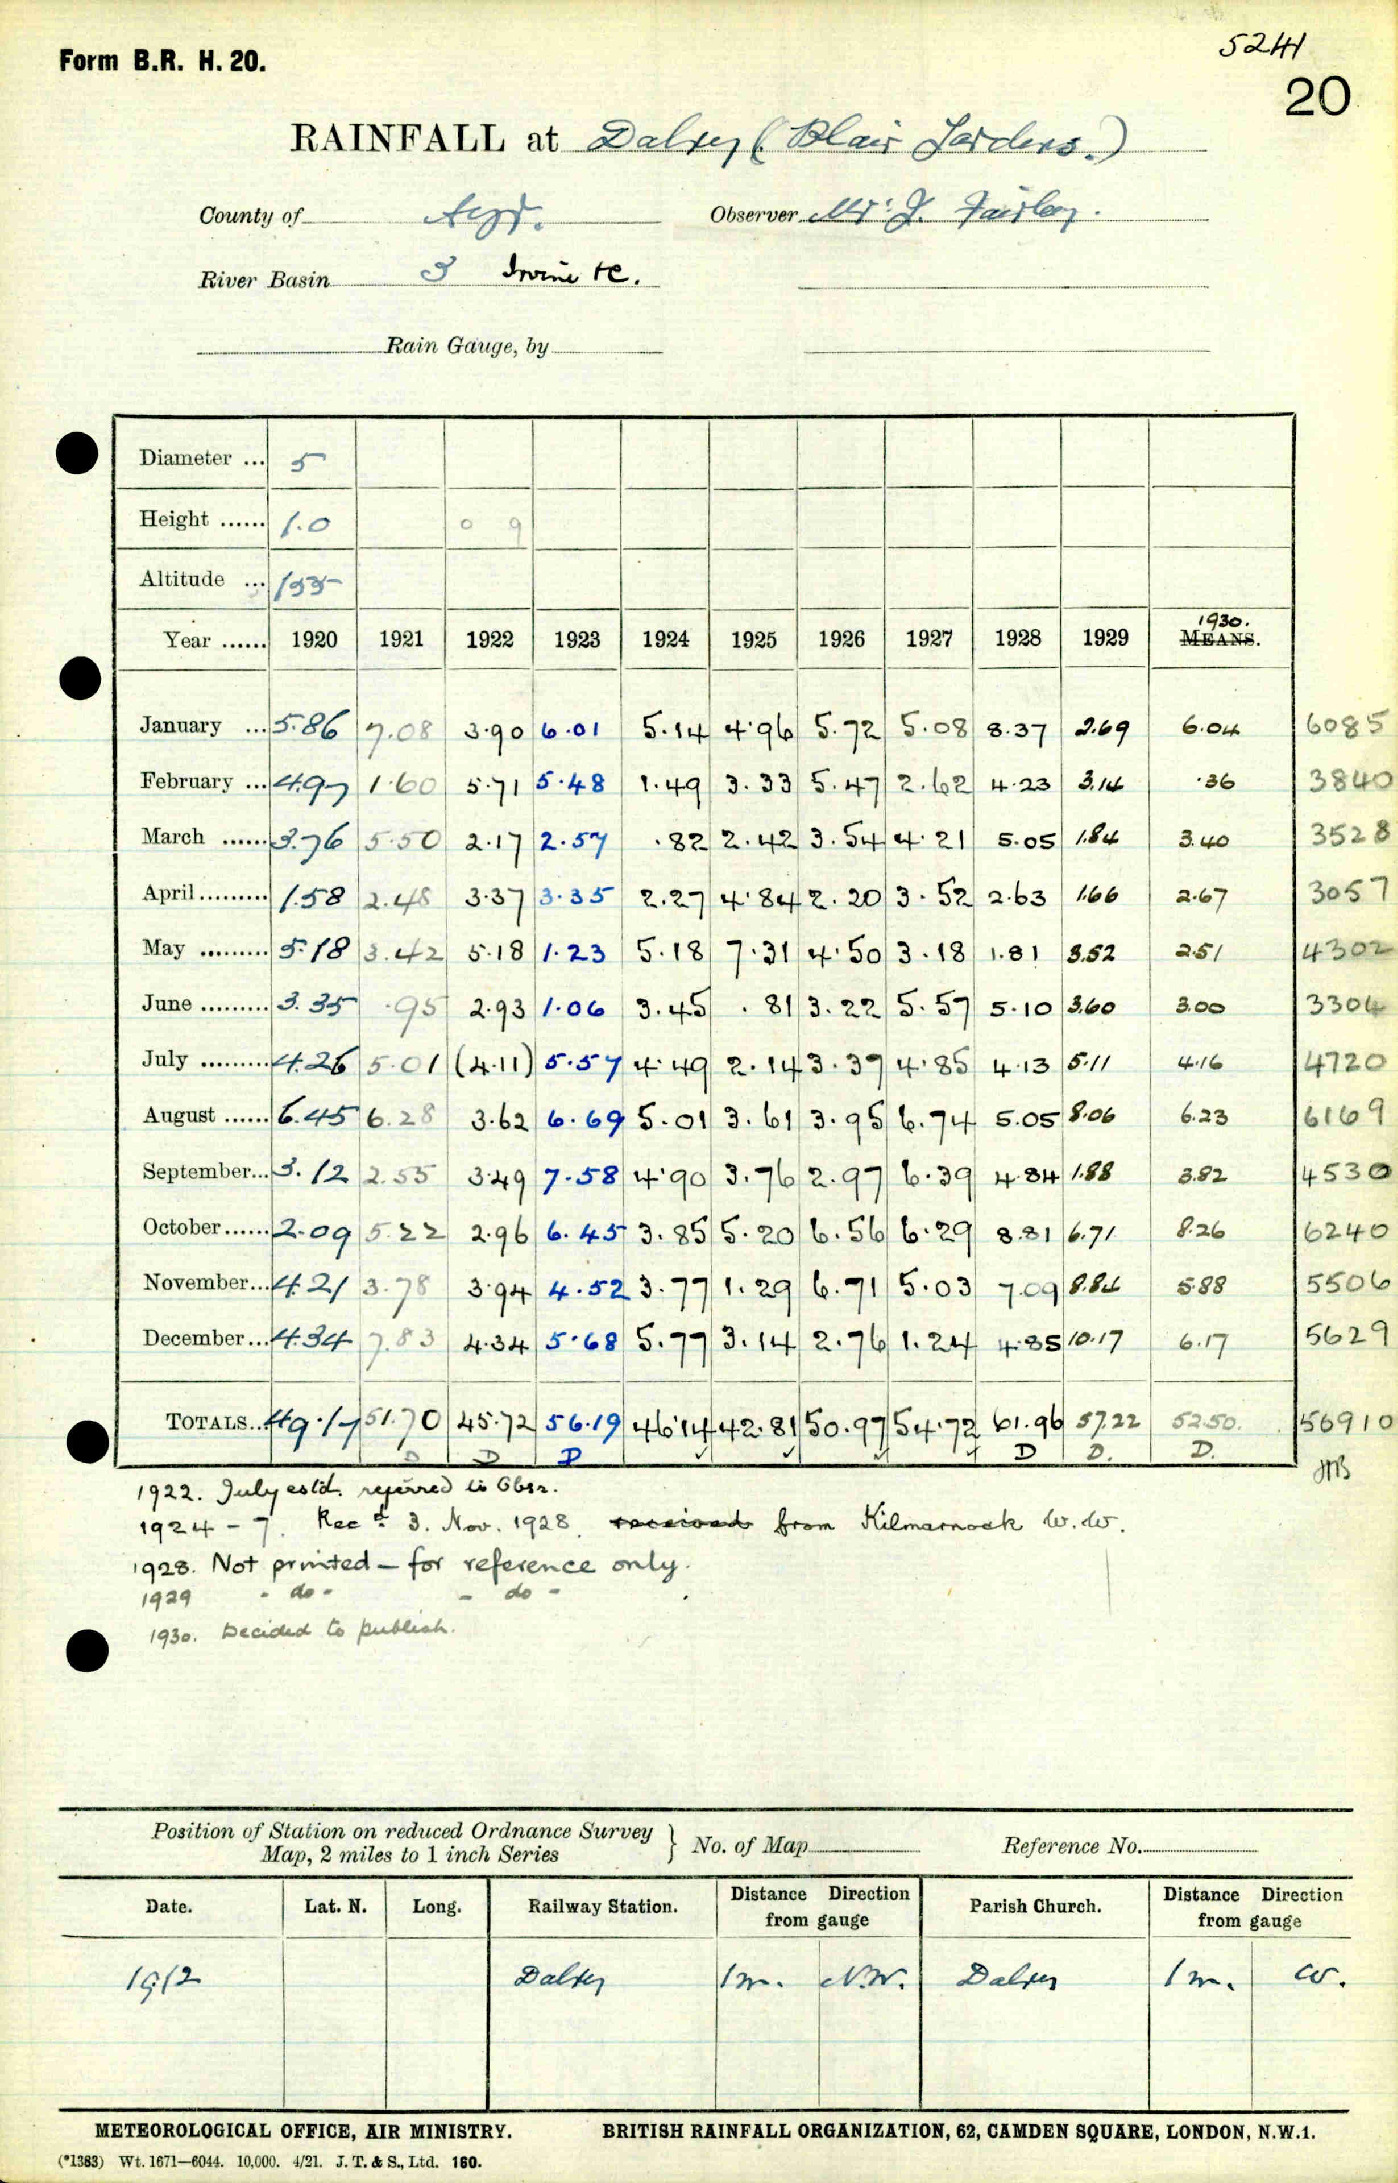 5241
Form B.R. H. 20.
20
RAINFALL at Dalry (Blair Gardens.)
County of Ayr. Observer Mr. J. Fairley.
River Basin 3 Irvine &c.
Rain Gauge, by
Diameter ... 5
Height ...... 1.0 0 9
Altitude ... 155
1930.
Year ...... 1920 1921 1922 1923 1924 1925 1926 1927 1928 1929 MEANS.
January ... 5.86 7.08 3.90 6.01 5.14 4.96 5.72 5.08 8.37 2.69 6.04 6085
February ... 4.97 1.60 5.71 5.48 1.49 3.33 5.47 2.62 4.23 3.14 .36 3840
March ...... 3.76 5.50 2.17 2.57 .82 2.42 3.54 4.21 5.05 1.84 3.40 3528
April ......... 1.58 2.48 3.37 3.35 2.27 4.84 2.20 3.52 2.63 1.66 2.67 3057
May ......... 5.18 3.42 5.18 1.23 5.18 7.31 4.50 3.18 1.81 3.52 2.51 4302
June ......... 3.35 .95 2.93 1.06 3.45 .81 3.22 5.57 5.10 3.60 3.00 3304
July ......... 4.26 5.01 (4.11) 5.57 4.49 2.14 3.37 4.85 4.13 5.11 4.16 4720
August ...... 6.45 6.28 3.62 6.69 5.01 3.61 3.95 6.74 5.05 8.06 6.23 6169
September... 3.12 2.55 3.49 7.58 4.90 3.76 2.97 6.39 4.84 1.88 3.82 4530
October...... 2.09 5.22 2.96 6.45 3.85 5.20 6.56 6.29 8.81 6.71 8.26 6240
November... 4.21 3.78 3.94 4.52 3.77 1.29 6.71 5.03 7.09 8.84 5.88 5506
December... 4.34 7.83 4.34 5.68 5.77 3.14 2.76 1.24 4.85 10.17 6.17 5629
TOTALS... 49.17 51.70 45.72 56.19 46.14 42.81 50.97 54.72 61.96 57.22 52.50. 56910
D D D ✓ ✓ ✓ ✓ D D. D.
1922. July estd. referred to Obsr.
1924 - 7. Recd 3. Nov. 1928. received from Kilmarnock W.W.
1928. Not printed – for reference only.
1929 - do - - do -
1930. Decided to publish.
Position of Station on reduced Ordnance Survey
Map, 2 miles to 1 inch Series } No. of Map Reference No.
Date. Lat. N. Long. Railway Station. Distance Direction from gauge Parish Church. Distance Direction from gauge
1912 Dalry 1 m. N.W. Dalry 1 m. W.
METEOROLOGICAL OFFICE, AIR MINISTRY. BRITISH RAINFALL ORGANIZATION, 62, CAMDEN SQUARE, LONDON, N.W.1.
(*1383) Wt. 1671—6044. 10,000. 4/21. J. T. & S., Ltd. 160.